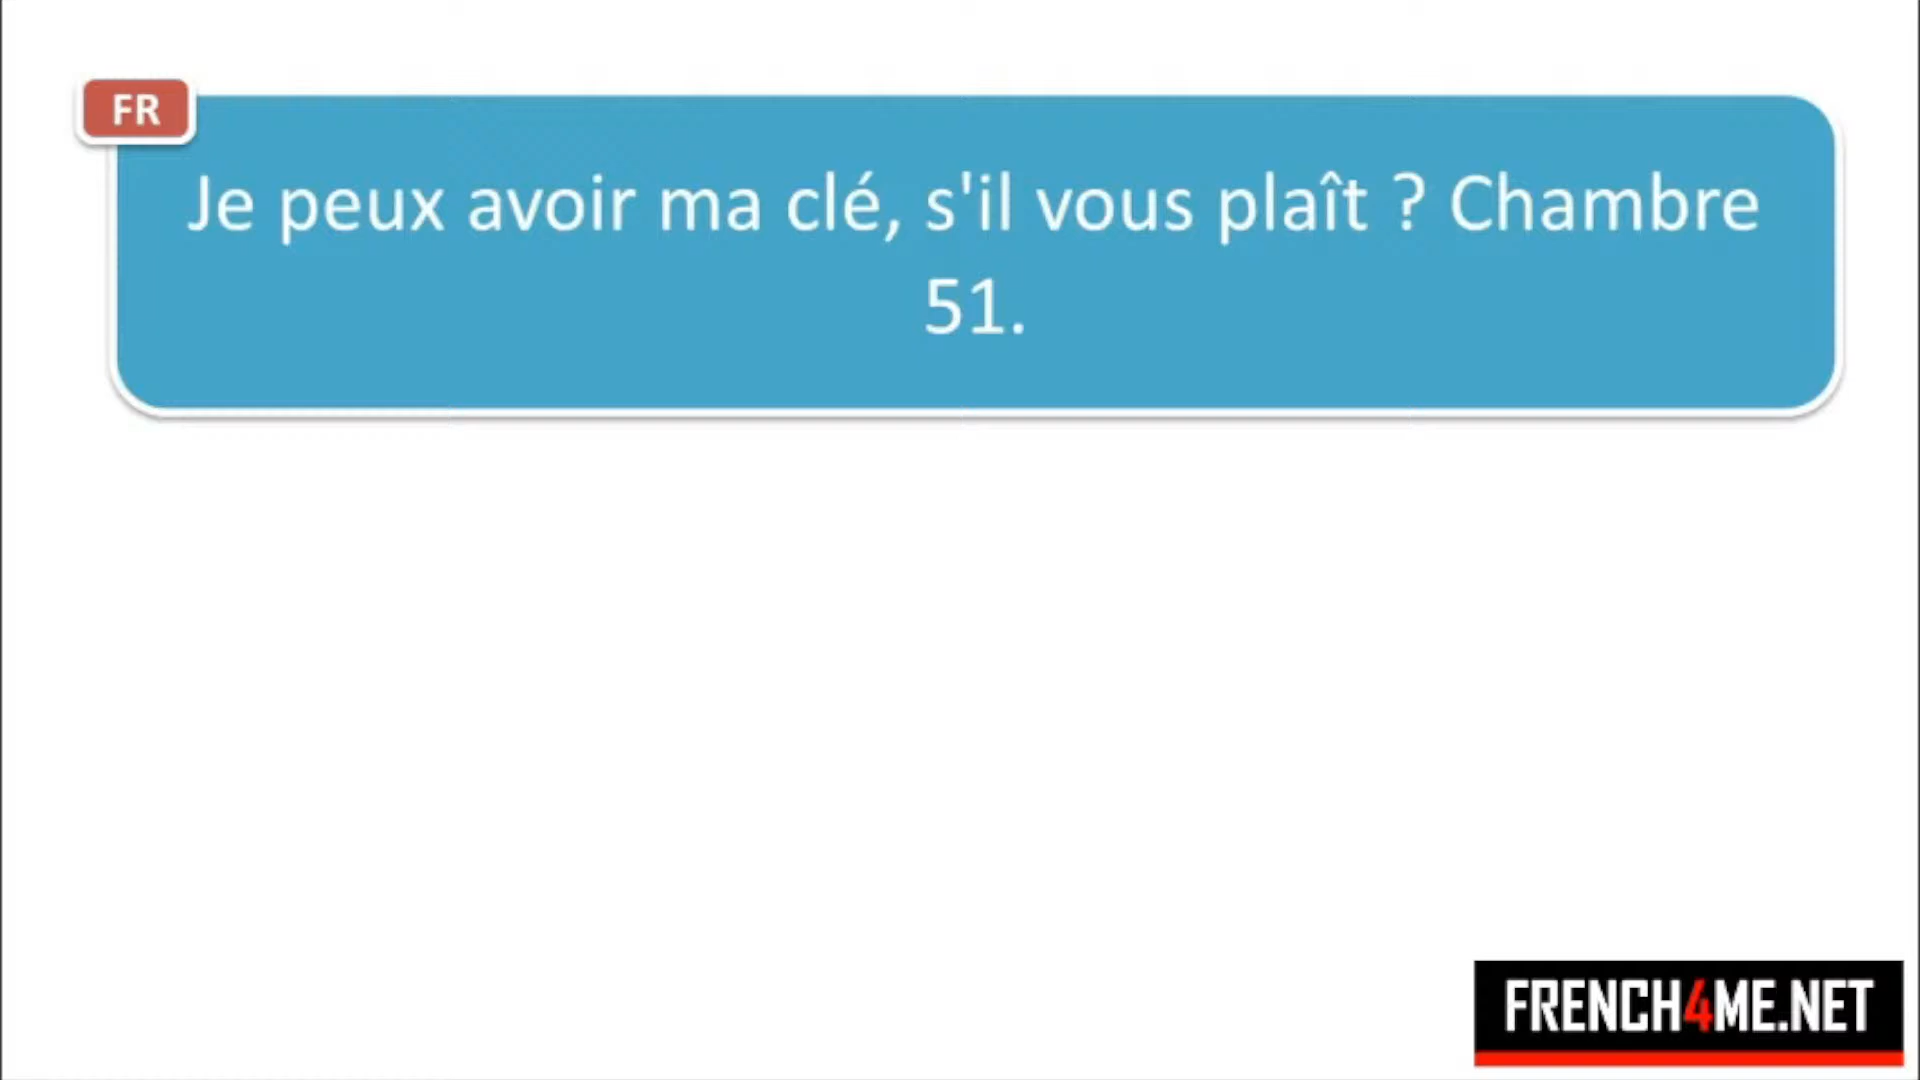 FR
Je peux avoir ma clé, s'il vous plaît ? Chambre
51.
FRENCH4ME.NET